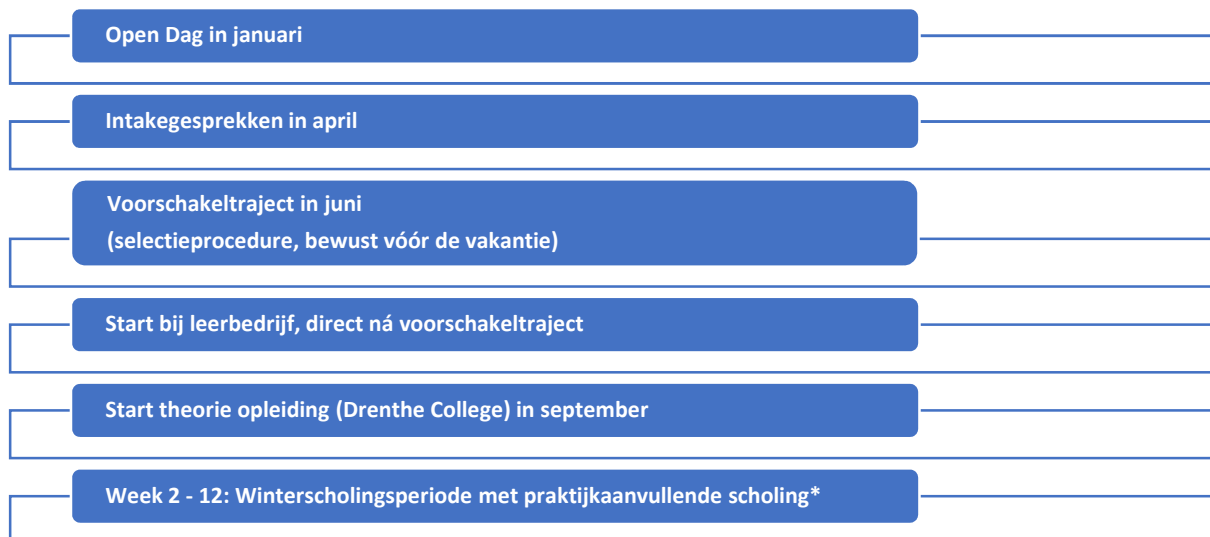 Open Dag in januari
Intakegesprekken in april
Voorschakeltraject in juni
(selectieprocedure, bewust vóór de vakantie)
Start bij leerbedrijf, direct ná voorschakeltraject
Start theorie opleiding (Drenthe College) in september
Week 2 - 12: Winterscholingsperiode met praktijkaanvullende scholing*